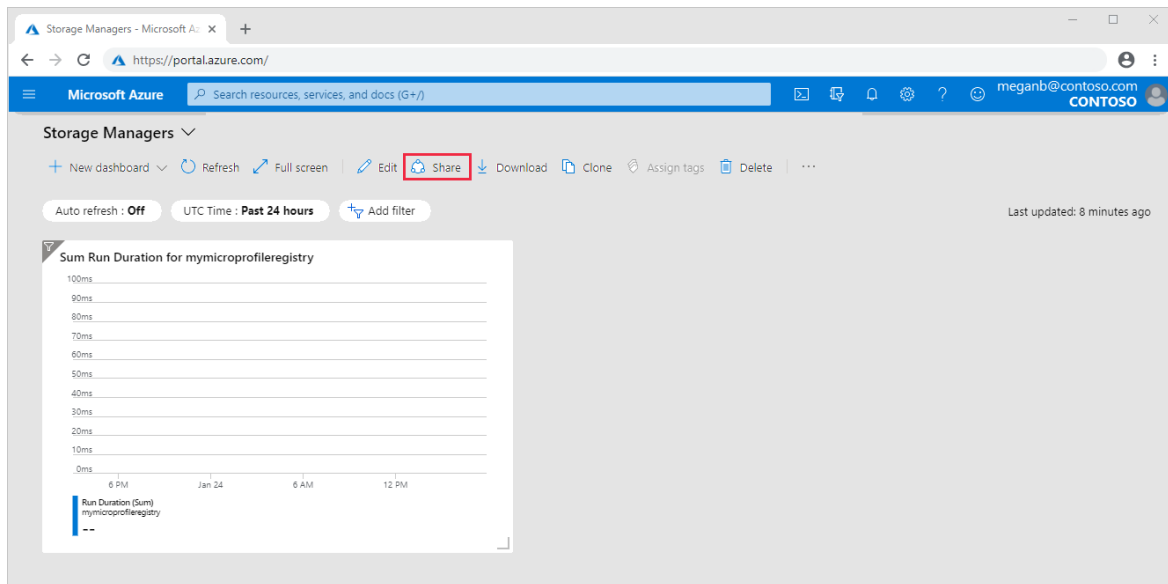 Storage Managers - Microsoft Az
https://portal.azure.com/
Microsoft Azure Search resources, services, and docs (G+/) meganb@contoso.com
CONTOSO
Storage Managers
New dashboard Refresh Full screen Edit Share Download Clone Assign tags Delete ...
Auto refresh : Off UTC Time : Past 24 hours Add filter Last updated: 8 minutes ago
Sum Run Duration for mymicroprofileregistry
100ms
90ms
80ms
70ms
60ms
50ms
40ms
30ms
20ms
10ms
0ms
6 PM Jan 24 6 AM 12 PM
Run Duration (Sum)
mymicroprofileregistry
--